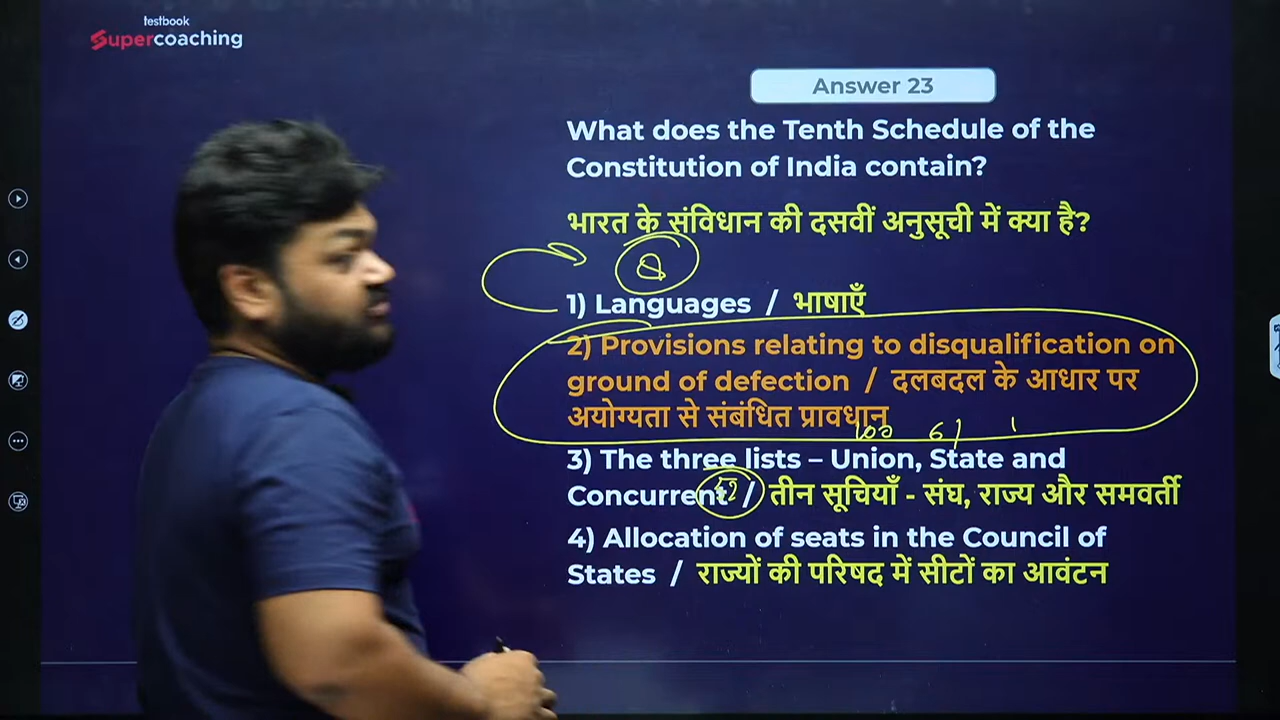 testbook
Supercoaching
Answer 23
What does the Tenth Schedule of the
Constitution of India contain?
भारत के संविधान की दसवीं अनुसूची में क्या है?
8
1) Languages / भाषाएँ
2) Provisions relating to disqualification on
ground of defection / दलबदल के आधार पर
अयोग्यता से संबंधित प्रावधान
100 61
3) The three lists – Union, State and
Concurrent / तीन सूचियाँ - संघ, राज्य और समवर्ती
4) Allocation of seats in the Council of
States / राज्यों की परिषद में सीटों का आवंटन